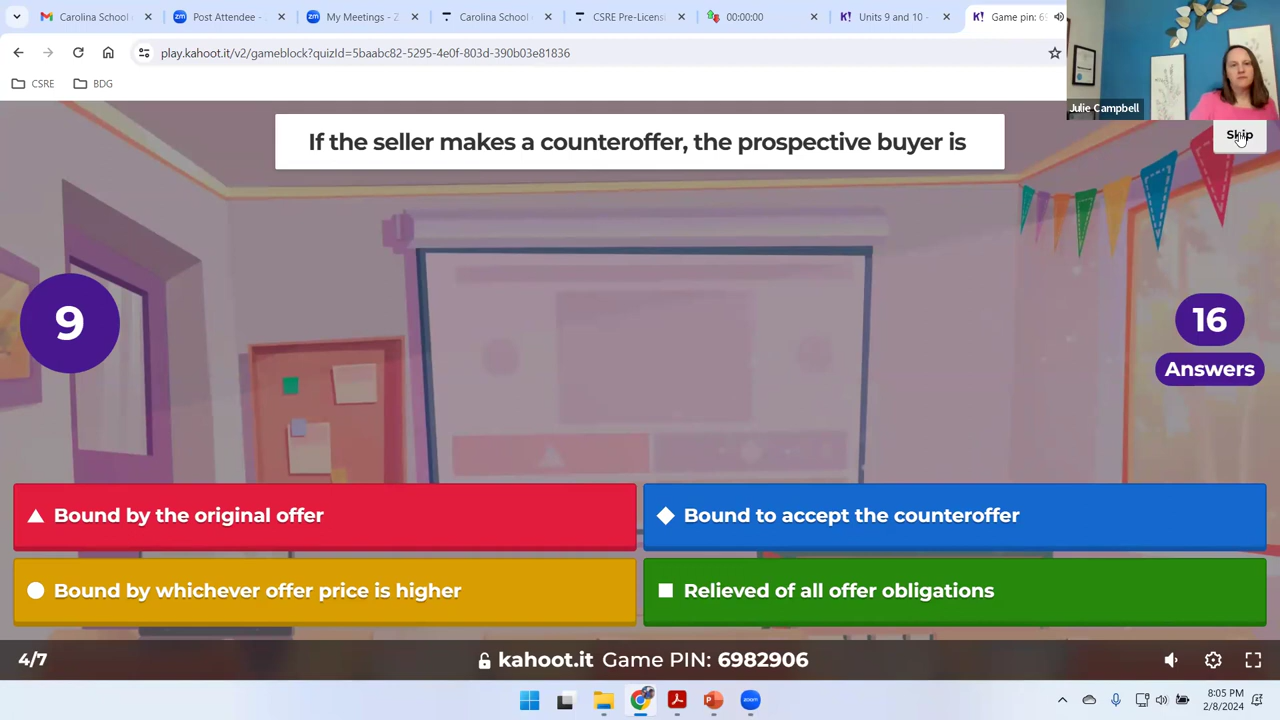 Carolina School
Post Attendee -
My Meetings - Z
Carolina School
CSRE Pre-Licens
00:00:00
K! Units 9 and 10 -
K! Game pin: 69
play.kahoot.it/v2/gameblock?quizId=5baabc82-5295-4e0f-803d-390b03e81836
CSRE
BDG
Julie Campbell
If the seller makes a counteroffer, the prospective buyer is
Skip
9
16
Answers
Bound by the original offer
Bound to accept the counteroffer
Bound by whichever offer price is higher
Relieved of all offer obligations
4/7
kahoot.it Game PIN: 6982906
zoom
8:05 PM
2/8/2024